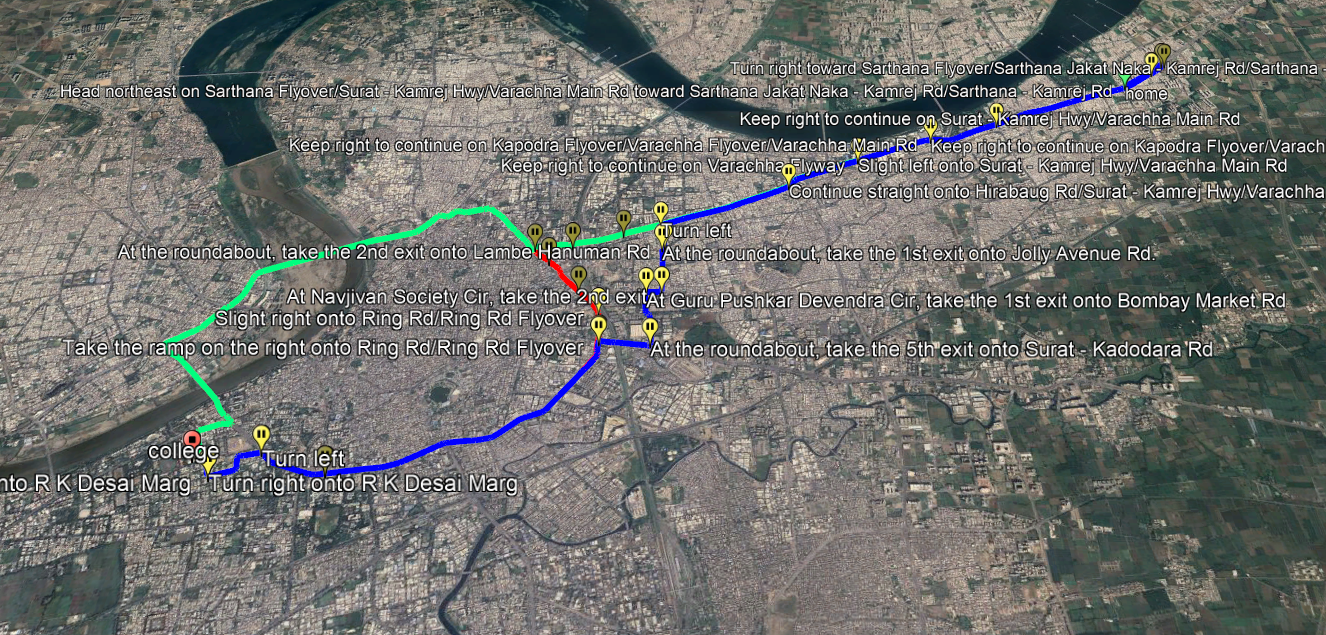 Turn right toward Sarthana Flyover/Sarthana Jakat Naka - Kamrej Rd/Sarthana -
Head northeast on Sarthana Flyover/Surat - Kamrej Hwy/Varachha Main Rd toward Sarthana Jakat Naka - Kamrej Rd/Sarthana - Kamrej Rd
home
Keep right to continue on Surat - Kamrej Hwy/Varachha Main Rd
Keep right to continue on Kapodra Flyover/Varachha Flyover/Varachha Main Rd
Keep right to continue on Kapodra Flyover/Varach
Keep right to continue on Varachha Flyway
Slight left onto Surat - Kamrej Hwy/Varachha Main Rd
Continue straight onto Hirabaug Rd/Surat - Kamrej Hwy/Varachha
Turn left
At the roundabout, take the 2nd exit onto Lambe Hanuman Rd
At the roundabout, take the 1st exit onto Jolly Avenue Rd.
At Navjivan Society Cir, take the 2nd exit
At Guru Pushkar Devendra Cir, take the 1st exit onto Bombay Market Rd
Slight right onto Ring Rd/Ring Rd Flyover
Take the ramp on the right onto Ring Rd/Ring Rd Flyover
At the roundabout, take the 5th exit onto Surat - Kadodara Rd
college
Turn left
nto R K Desai Marg
Turn right onto R K Desai Marg